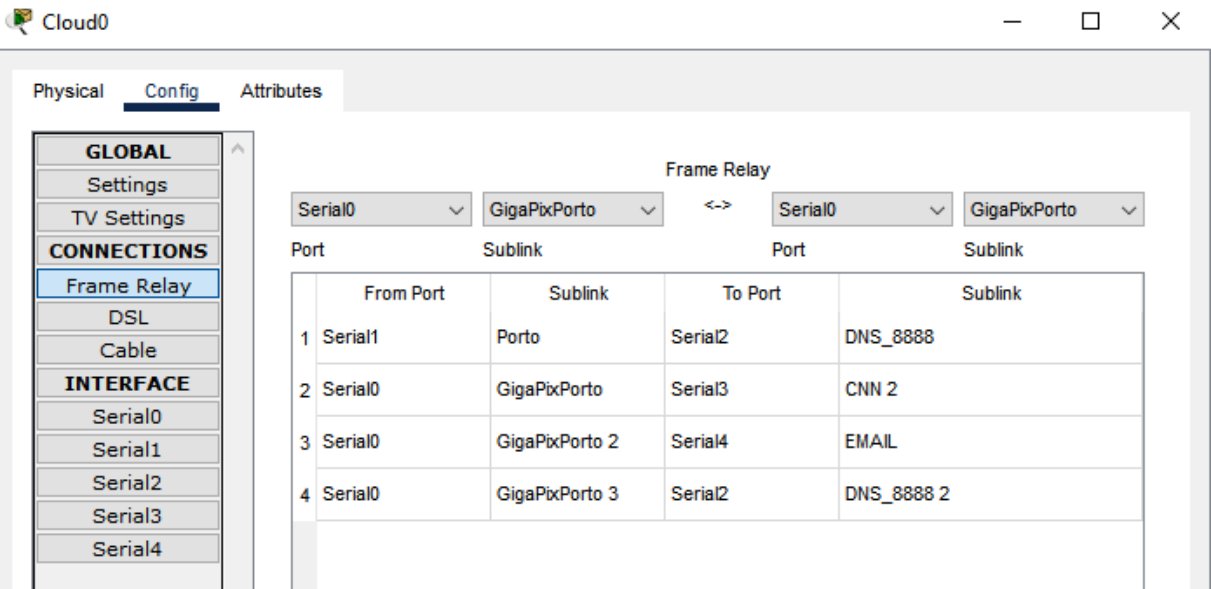 Cloud0
Physical Config Attributes
GLOBAL
Settings
TV Settings
CONNECTIONS
Frame Relay
DSL
Cable
INTERFACE
Serial0
Serial1
Serial2
Serial3
Serial4
Frame Relay
Serial0 GigaPixPorto <-> Serial0 GigaPixPorto
Port Sublink Port Sublink
From Port Sublink To Port Sublink
1 Serial1 Porto Serial2 DNS_8888
2 Serial0 GigaPixPorto Serial3 CNN 2
3 Serial0 GigaPixPorto 2 Serial4 EMAIL
4 Serial0 GigaPixPorto 3 Serial2 DNS_8888 2